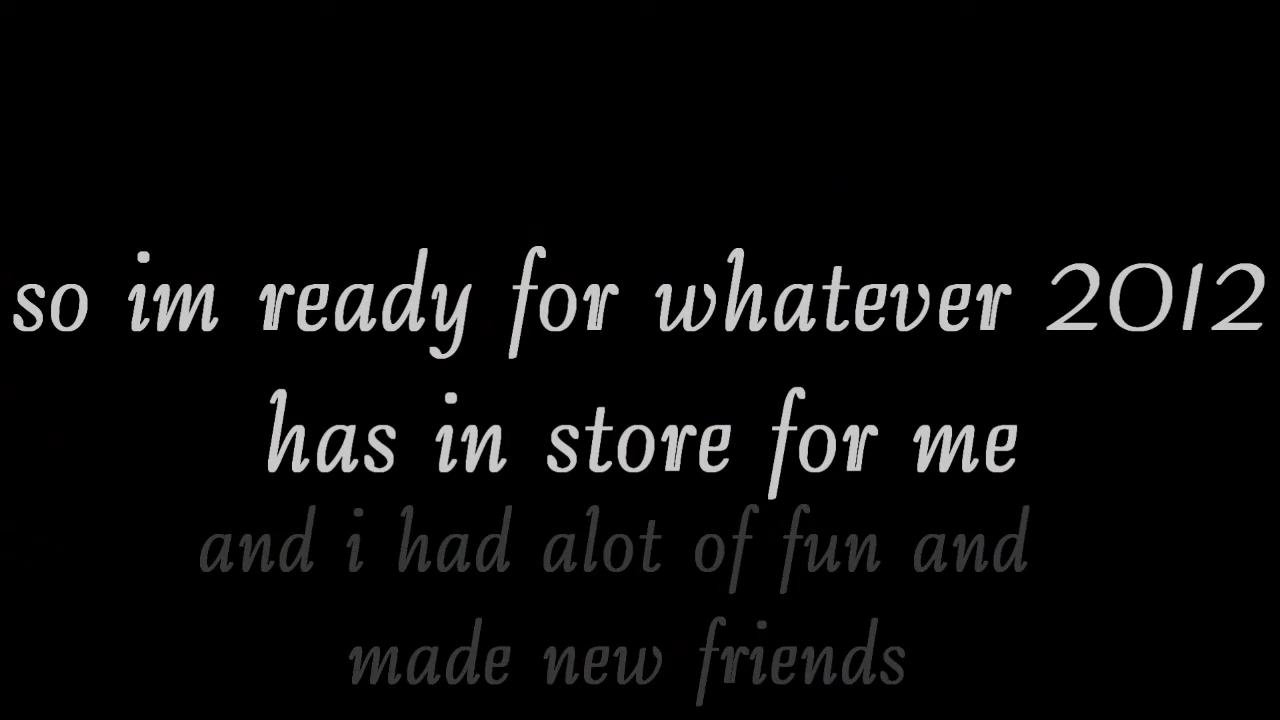 so im ready for whatever 2012
has in store for me
and i had alot of fun and
made new friends